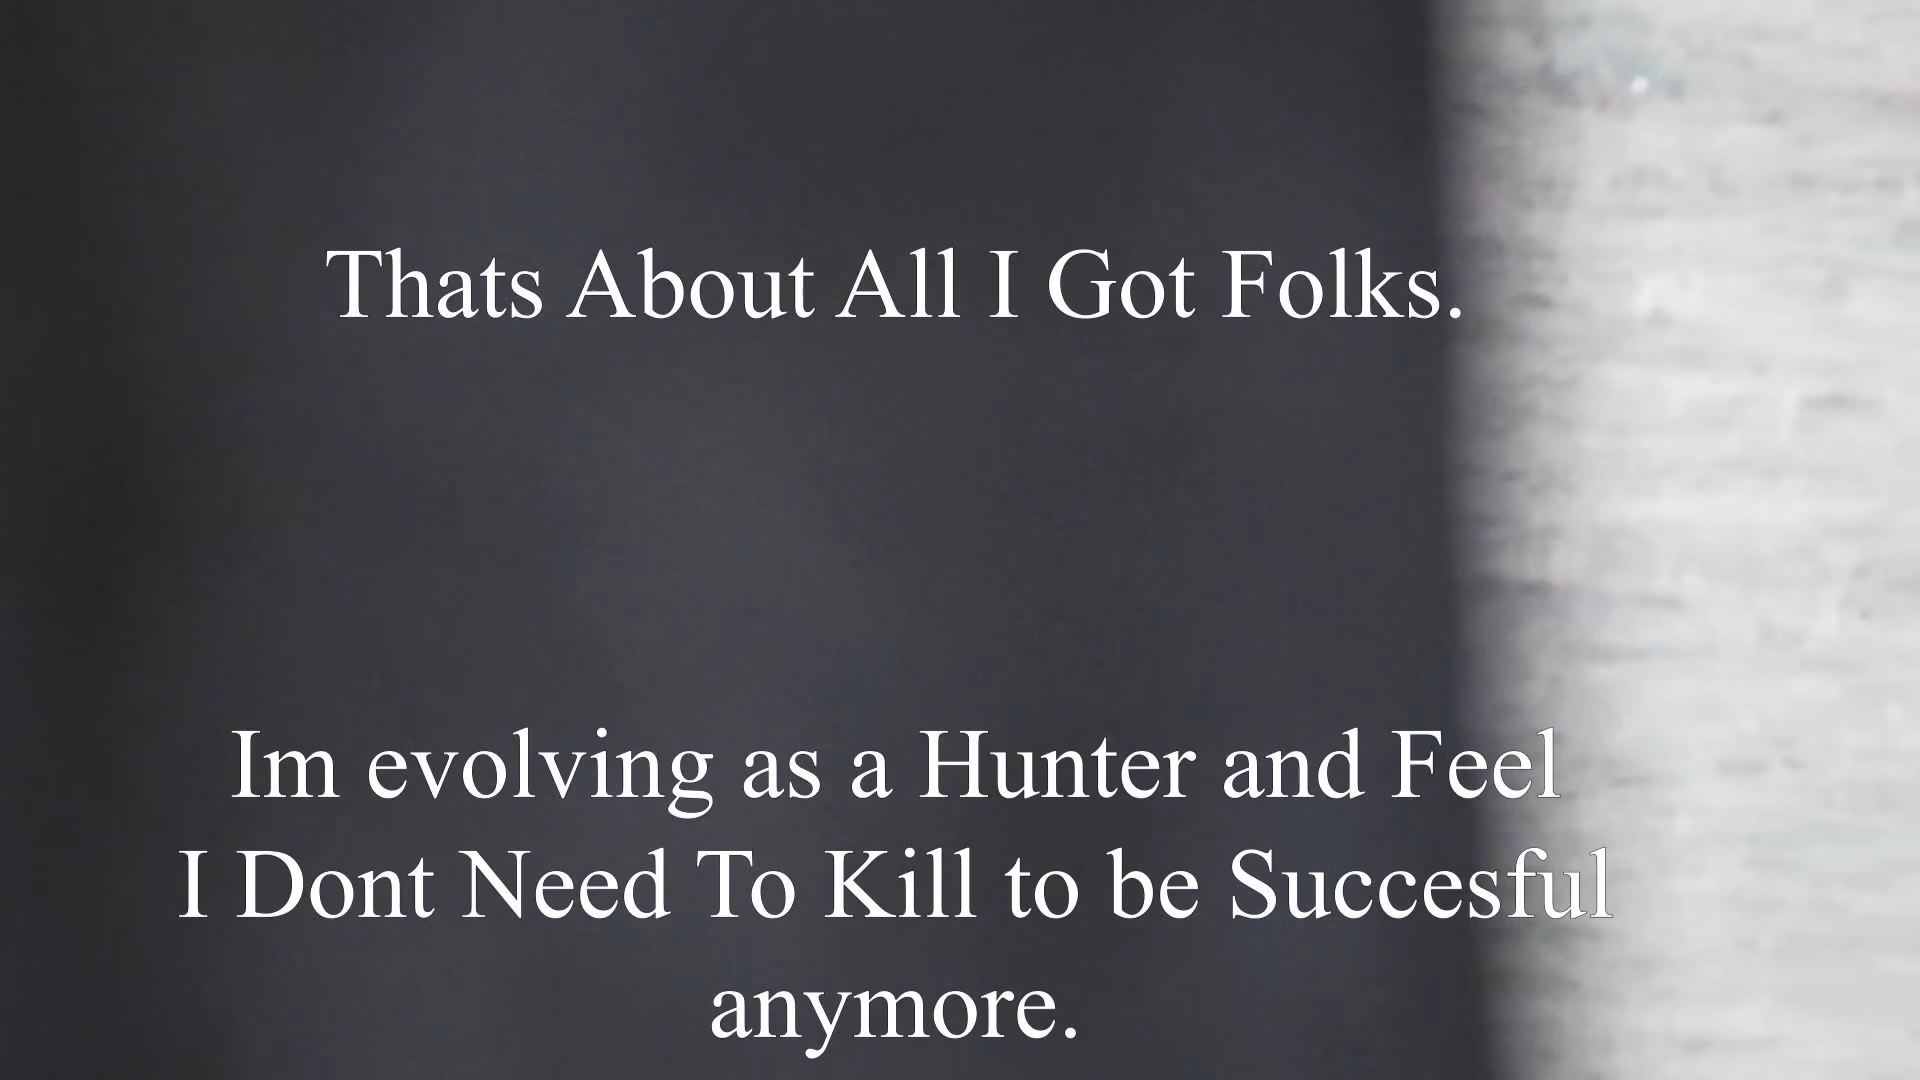 Thats About All I Got Folks.
Im evolving as a Hunter and Feel
I Dont Need To Kill to be Succesful
anymore.